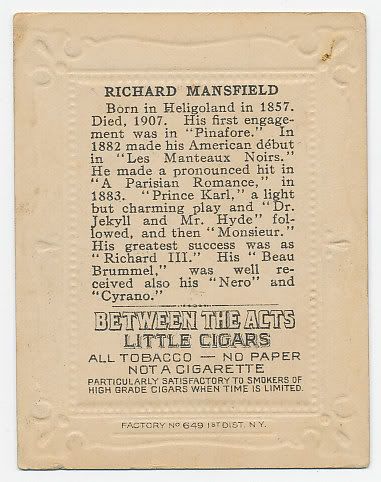 RICHARD MANSFIELD
Born in Heligoland in 1857.
Died, 1907. His first engage-
ment was in "Pinafore." In
1882 made his American début
in "Les Manteaux Noirs."
He made a pronounced hit in
"A Parisian Romance," in
1883. "Prince Karl," a light
but charming play and "Dr.
Jekyll and Mr. Hyde" fol-
lowed, and then "Monsieur."
His greatest success was as
"Richard III." His "Beau
Brummel," was well re-
ceived also his "Nero" and
"Cyrano."
BETWEEN THE ACTS
LITTLE CIGARS
ALL TOBACCO — NO PAPER
NOT A CIGARETTE
PARTICULARLY SATISFACTORY TO SMOKERS OF
HIGH GRADE CIGARS WHEN TIME IS LIMITED.
FACTORY No 649 1st DIST. N.Y.